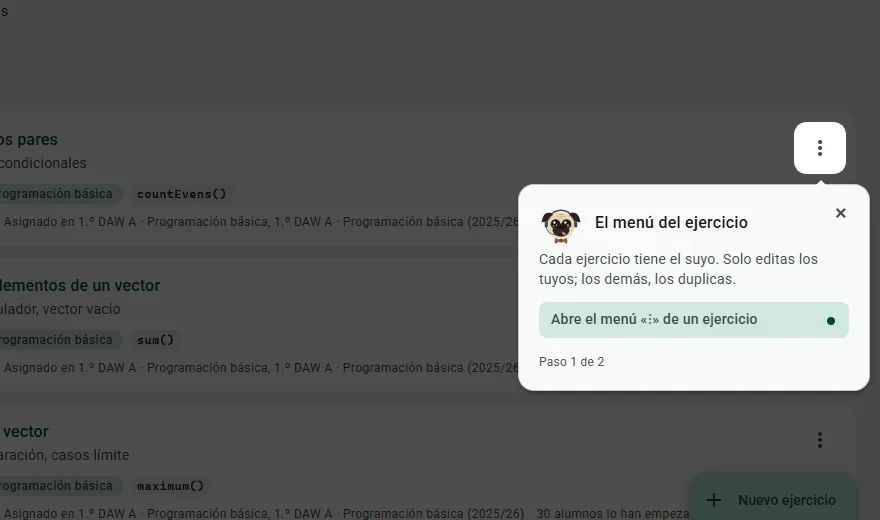 s
os pares
condicionales
rogramación básica countEvens()
Asignado en 1.º DAW A · Programación básica, 1.º DAW A · Programación básica (2025/26
El menú del ejercicio
Cada ejercicio tiene el suyo. Solo editas los
tuyos; los demás, los duplicas.
Abre el menú «⋮» de un ejercicio
Paso 1 de 2
lementos de un vector
ulador, vector vacío
rogramación básica sum()
Asignado en 1.º DAW A · Programación básica, 1.º DAW A · Programación básica (2025/26
vector
aración, casos límite
rogramación básica maximum()
Asignado en 1.º DAW A · Programación básica, 1.º DAW A · Programación básica (2025/26) 30 alumnos lo han empeza
Nuevo ejercicio